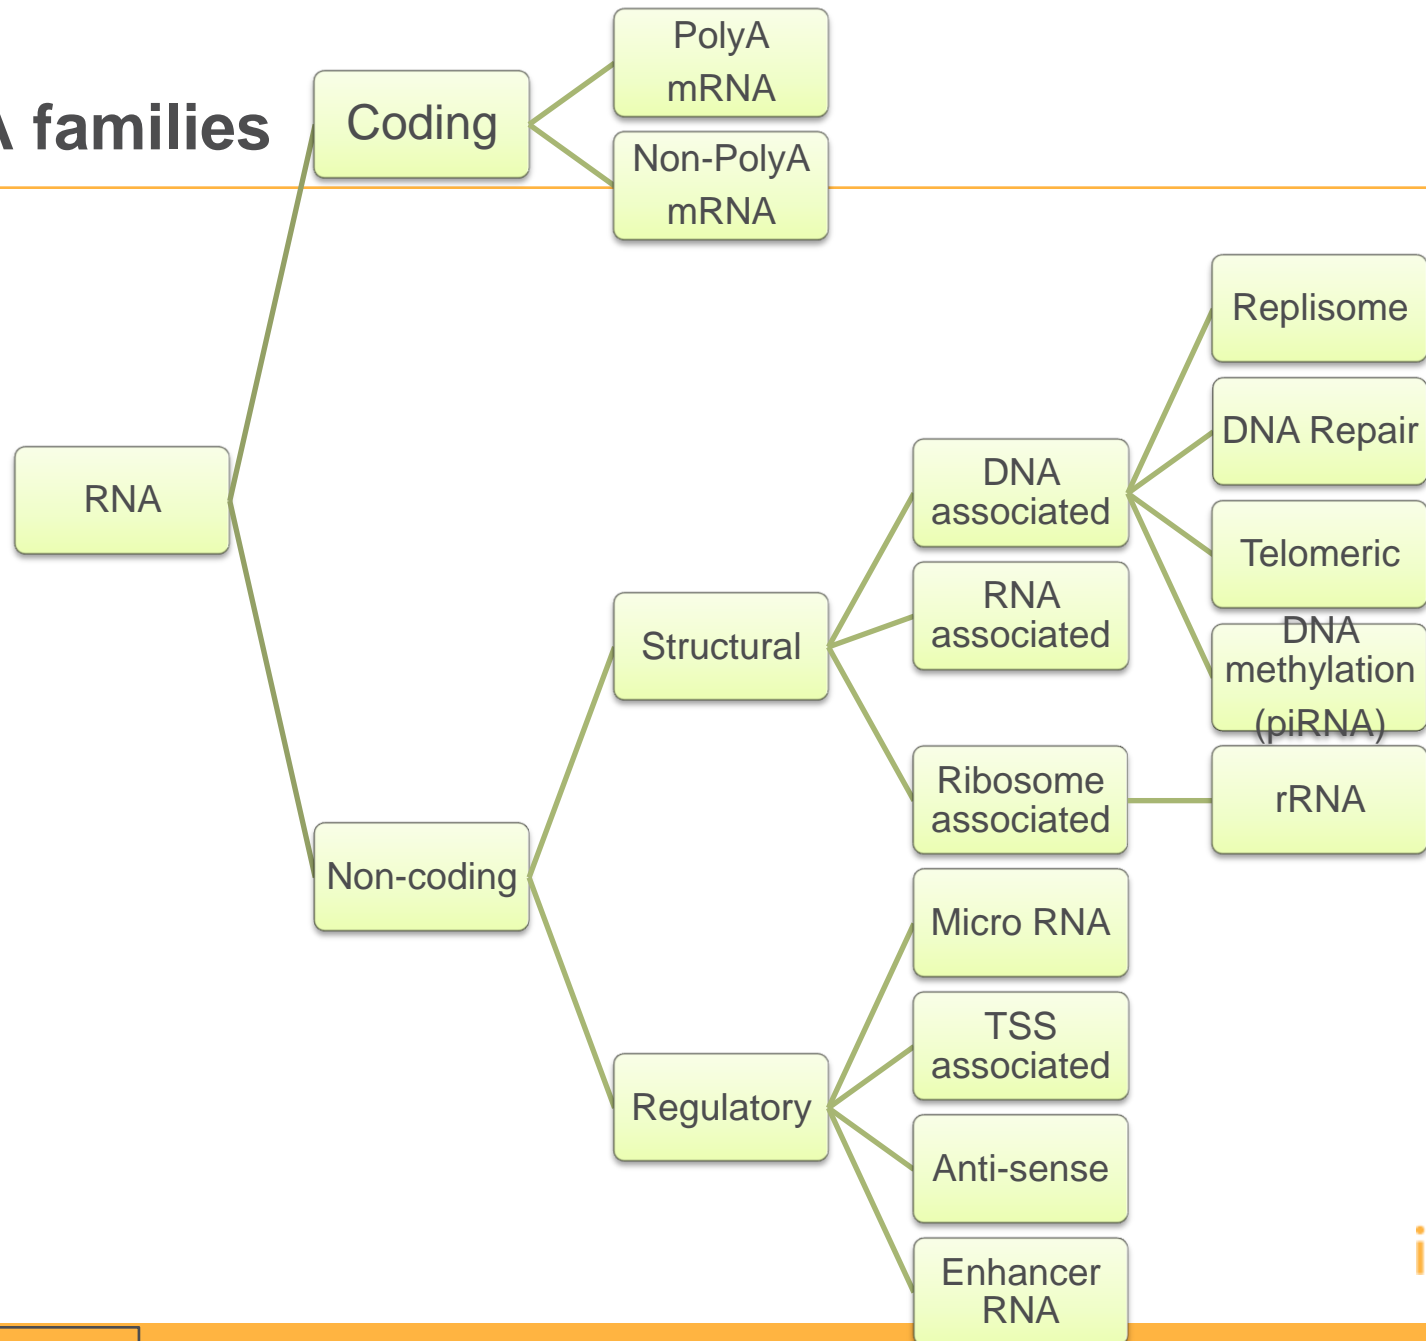 A families
Coding
PolyA
mRNA
Non-PolyA
mRNA
RNA
Replisome
DNA Repair
DNA
associated
Telomeric
RNA
associated
Structural
DNA
methylation
(piRNA)
Ribosome
associated
rRNA
Non-coding
Micro RNA
TSS
associated
Regulatory
Anti-sense
Enhancer
RNA
i